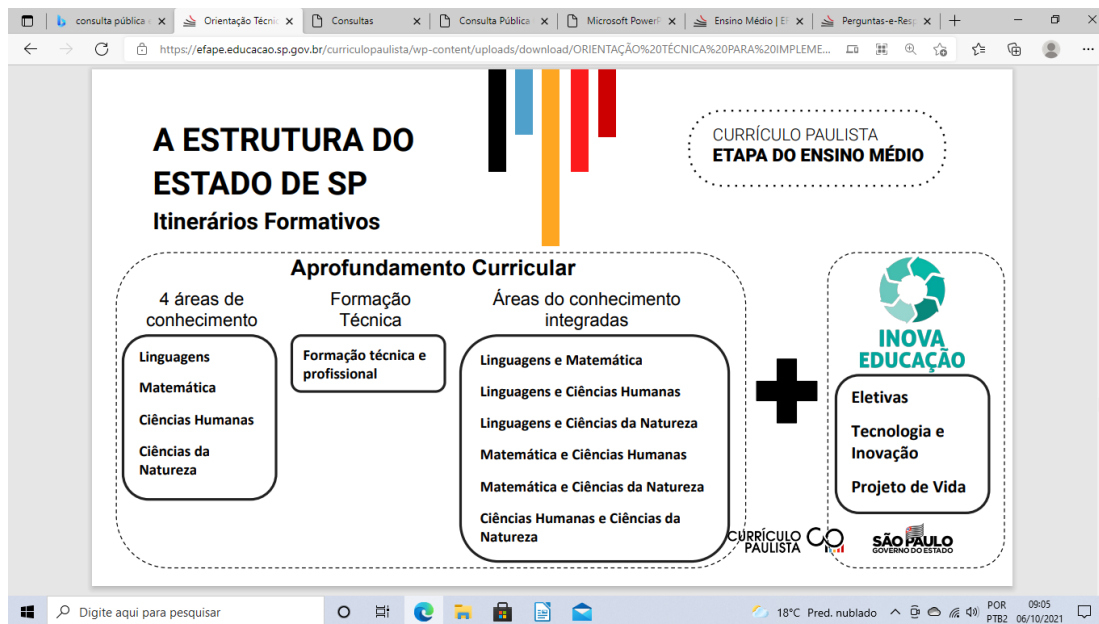 consulta pública
Orientação Técnic
Consultas
Consulta Pública
Microsoft PowerP
Ensino Médio | EF
Perguntas-e-Resp
https://efape.educacao.sp.gov.br/curriculopaulista/wp-content/uploads/download/ORIENTAÇÃO%20TÉCNICA%20PARA%20IMPLEME...
A ESTRUTURA DO
ESTADO DE SP
Itinerários Formativos
CURRÍCULO PAULISTA
ETAPA DO ENSINO MÉDIO
Aprofundamento Curricular
4 áreas de
conhecimento
Linguagens
Matemática
Ciências Humanas
Ciências da
Natureza
Formação
Técnica
Formação técnica e
profissional
Áreas do conhecimento
integradas
Linguagens e Matemática
Linguagens e Ciências Humanas
Linguagens e Ciências da Natureza
Matemática e Ciências Humanas
Matemática e Ciências da Natureza
Ciências Humanas e Ciências da
Natureza
INOVA
EDUCAÇÃO
Eletivas
Tecnologia e
Inovação
Projeto de Vida
CURRÍCULO
PAULISTA
SÃO PAULO
GOVERNO DO ESTADO
Digite aqui para pesquisar
18°C Pred. nublado
POR
PTB2
09:05
06/10/2021